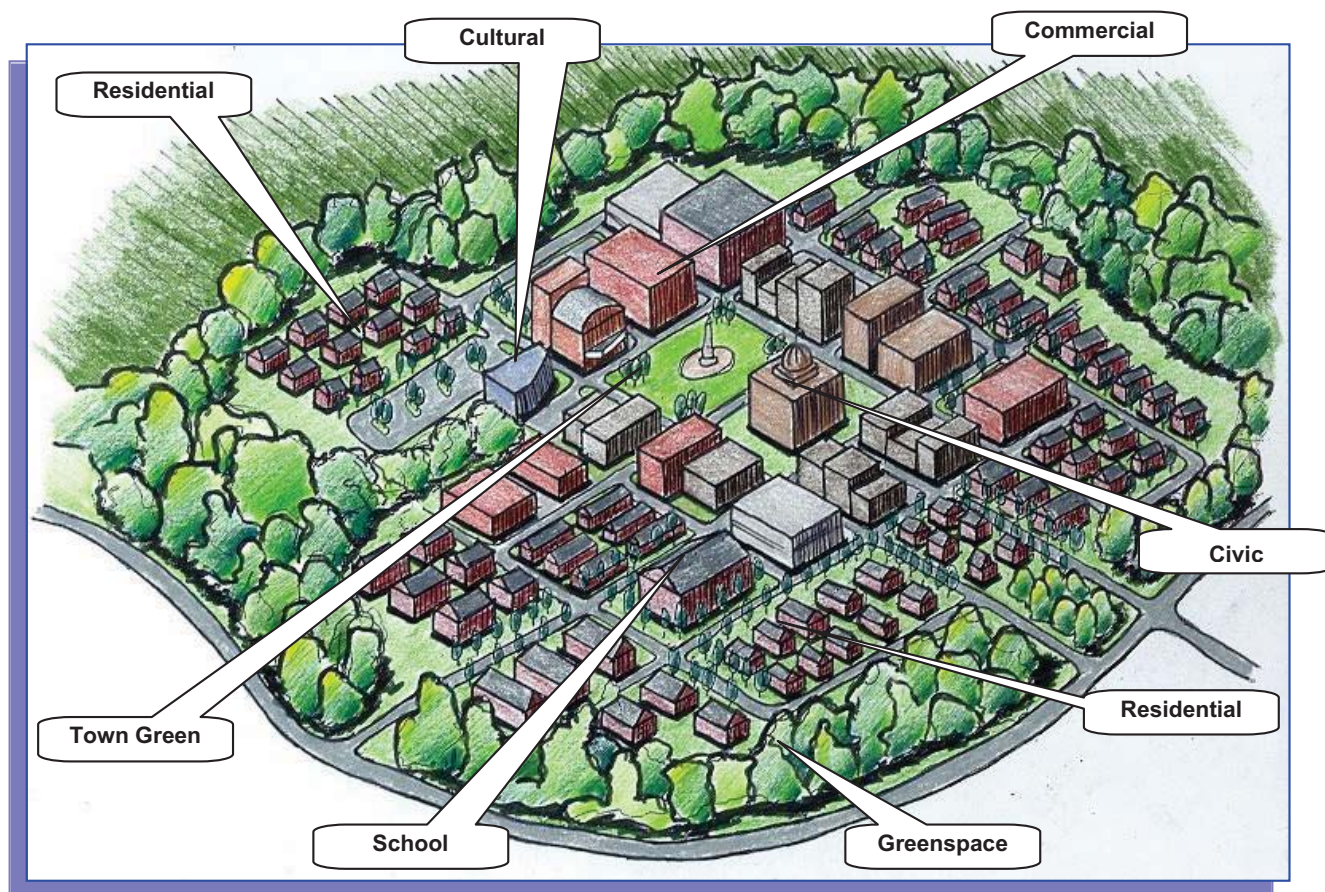 Cultural
Commercial
Residential
Civic
Residential
Town Green
School
Greenspace